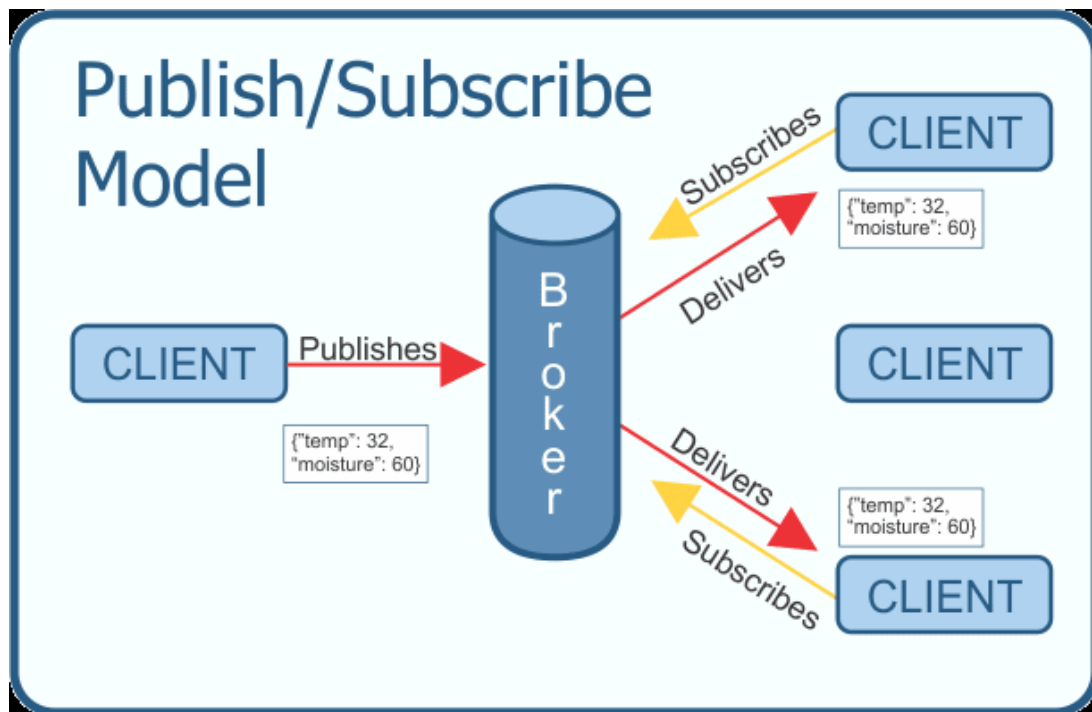 Publish/Subscribe
Model
CLIENT
Publishes
{"temp": 32,
“moisture”: 60}
Broker
Subscribes
Delivers
CLIENT
{"temp": 32,
“moisture”: 60}
CLIENT
Delivers
Subscribes
{"temp": 32,
“moisture”: 60}
CLIENT